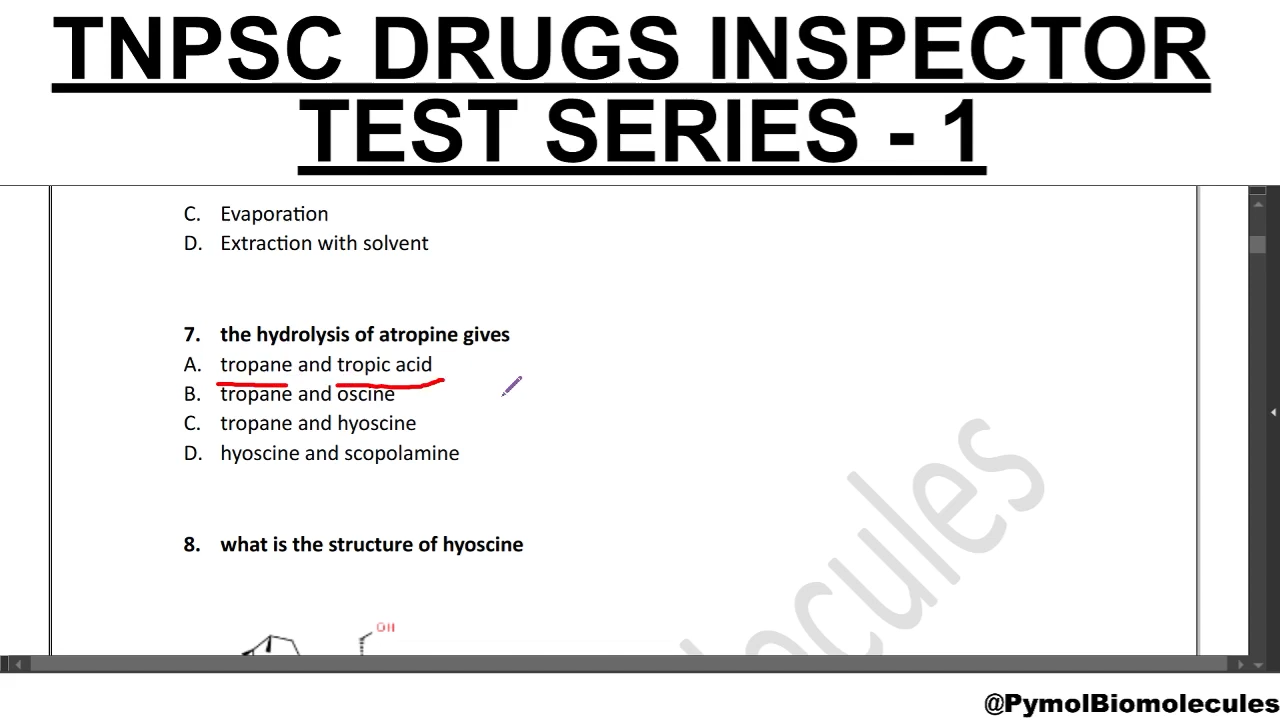 TNPSC DRUGS INSPECTOR
TEST SERIES - 1
C. Evaporation
D. Extraction with solvent
7. the hydrolysis of atropine gives
A. tropane and tropic acid
B. tropane and oscine
C. tropane and hyoscine
D. hyoscine and scopolamine
8. what is the structure of hyoscine
OH
@PymolBiomolecules